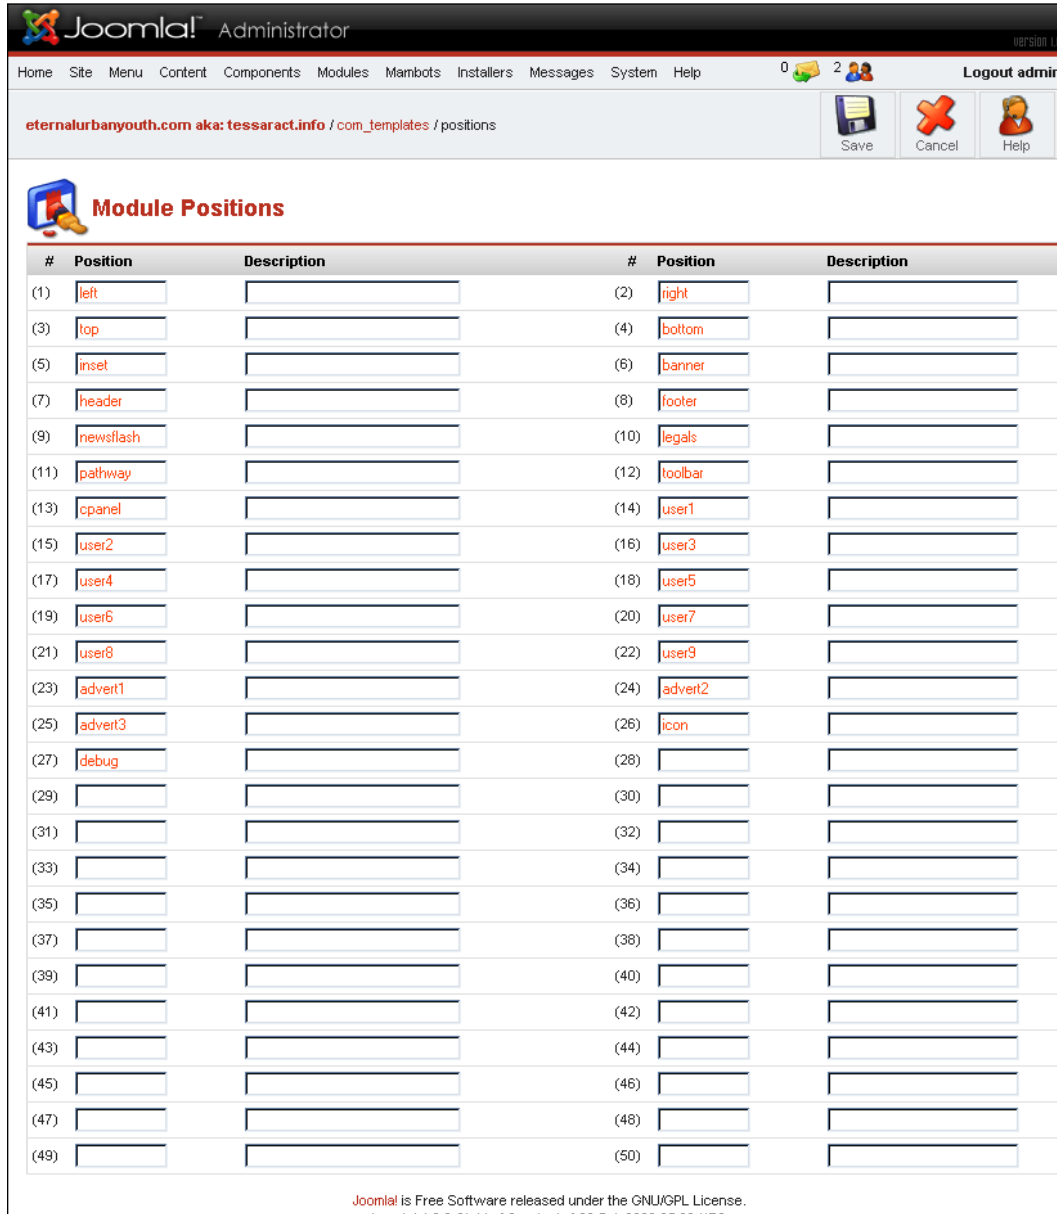 Joomla!™ Administrator
Home Site Menu Content Components Modules Mambots Installers Messages System Help 0 2 Logout
eternalurbanyouth.com aka: tessaract.info / com_templates / positions
Save Cancel Help
Module Positions
# Position Description # Position Description
(1) left (2) right
(3) top (4) bottom
(5) inset (6) banner
(7) header (8) footer
(9) newsflash (10) legals
(11) pathway (12) toolbar
(13) cpanel (14) user1
(15) user2 (16) user3
(17) user4 (18) user5
(19) user6 (20) user7
(21) user8 (22) user9
(23) advert1 (24) advert2
(25) advert3 (26) icon
(27) debug (28)
(29) (30)
(31) (32)
(33) (34)
(35) (36)
(37) (38)
(39) (40)
(41) (42)
(43) (44)
(45) (46)
(47) (48)
(49) (50)
Joomla! is Free Software released under the GNU/GPL License.